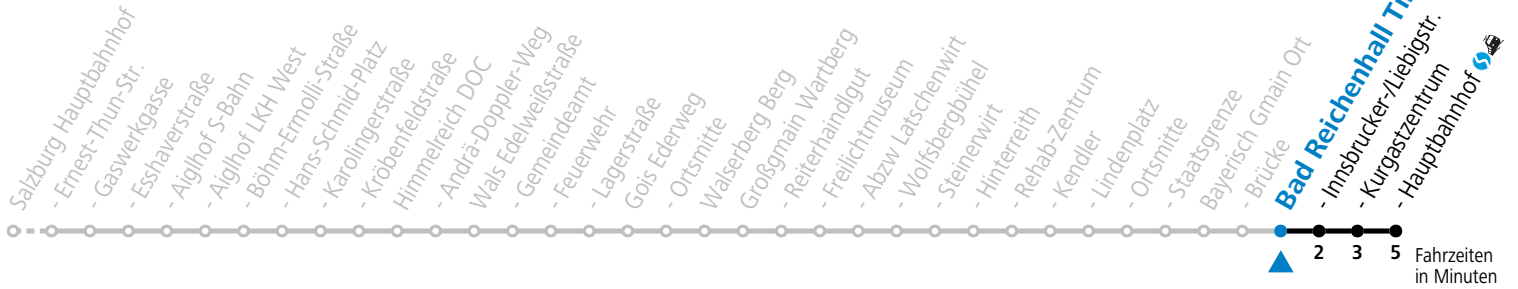 Salzburg Hauptbahnhof
- Ernest-Thun-Str.
- Gaswerkgasse
- Esshaverstraße
- Aiglhof S-Bahn
- Aiglhof LKH West
- Böhm-Ermolli-Straße
- Hans-Schmid-Platz
- Karolingerstraße
- Kröbenfeldstraße
Himmelreich DOC
- Andrä-Doppler-Weg
Wals Edelweißstraße
- Gemeindeamt
- Feuerwehr
- Lagerstraße
Gois Ederweg
- Ortsmitte
Walserberg Berg
Großgmain Wartberg
- Reiterhaindlgut
- Freilichtmuseum
- Abzw Latschenwirt
- Wolfsbergbühel
- Steinenwirt
- Hinterreith
- Rehab-Zentrum
- Kendler
- Lindenplatz
- Ortsmitte
- Staatsgrenze
Bayerisch Gmain Ort
- Brücke
Bad Reichenhall
- Innsbrucker-/Liebigstr.
- Kurgastzentrum
- Hauptbahnhof
2 3 5 Fahrzeiten
in Minuten